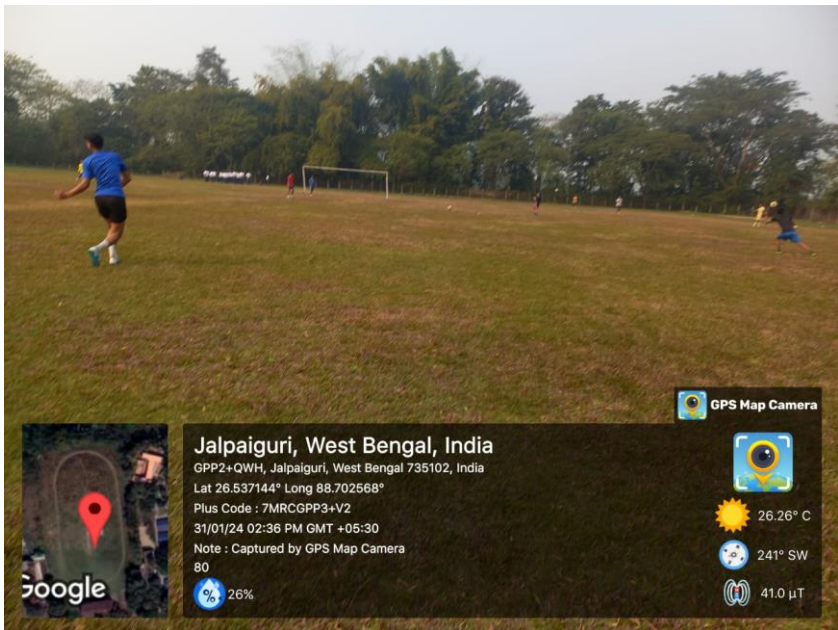 GPS Map Camera
Jalpaiguri, West Bengal, India
GPP2+QWH, Jalpaiguri, West Bengal 735102, India
Lat 26.537144° Long 88.702568°
Plus Code : 7MRCGPP3+V2
31/01/24 02:36 PM GMT +05:30
Note : Captured by GPS Map Camera
80
26%
26.26° C
241° SW
41.0 µT
Google